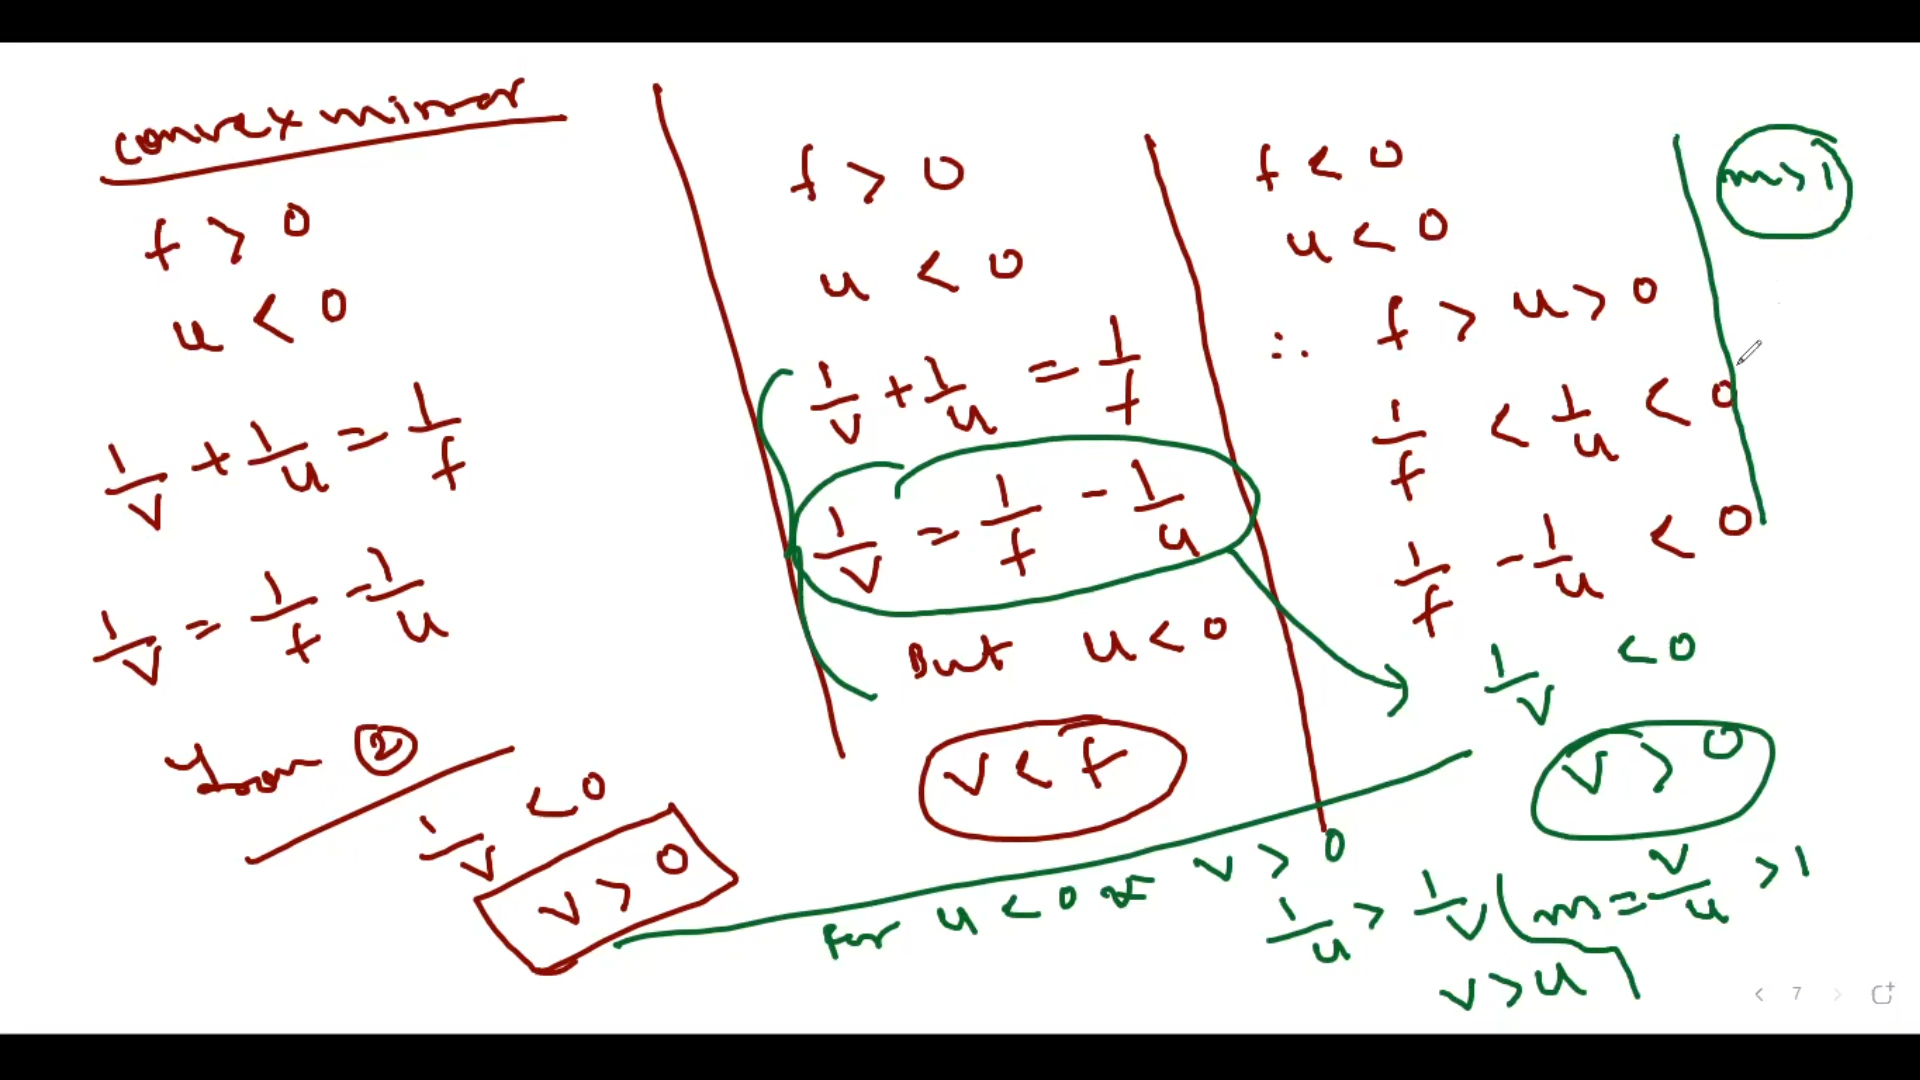 convex mirror
f > 0
u < 0
1/v + 1/u = 1/f
1/v = 1/f - 1/u
from ②
1/v < 0
v > 0
f > 0
u < 0
1/v + 1/u = 1/f
1/v = 1/f - 1/u
But u < 0
v < f
f < 0
u < 0
∴ f > u > 0
1/f < 1/u < 0
1/f - 1/u < 0
1/v < 0
v > 0
m > 1
For u < 0 v > 0
1/u > 1/v
v > u
m = v/u > 1
7